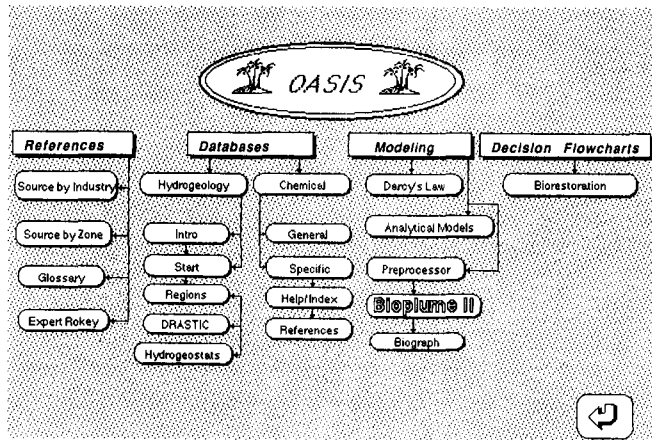 OASIS
References
Databases
Modeling
Decision Flowcharts
Source by Industry
Source by Zone
Glossary
Expert Rokey
Hydrogeology
Intro
Start
Regions
DRASTIC
Hydrogeostats
Chemical
General
Specific
Help/Index
References
Darcy's Law
Analytical Models
Preprocessor
Bioplume II
Biograph
Biorestoration